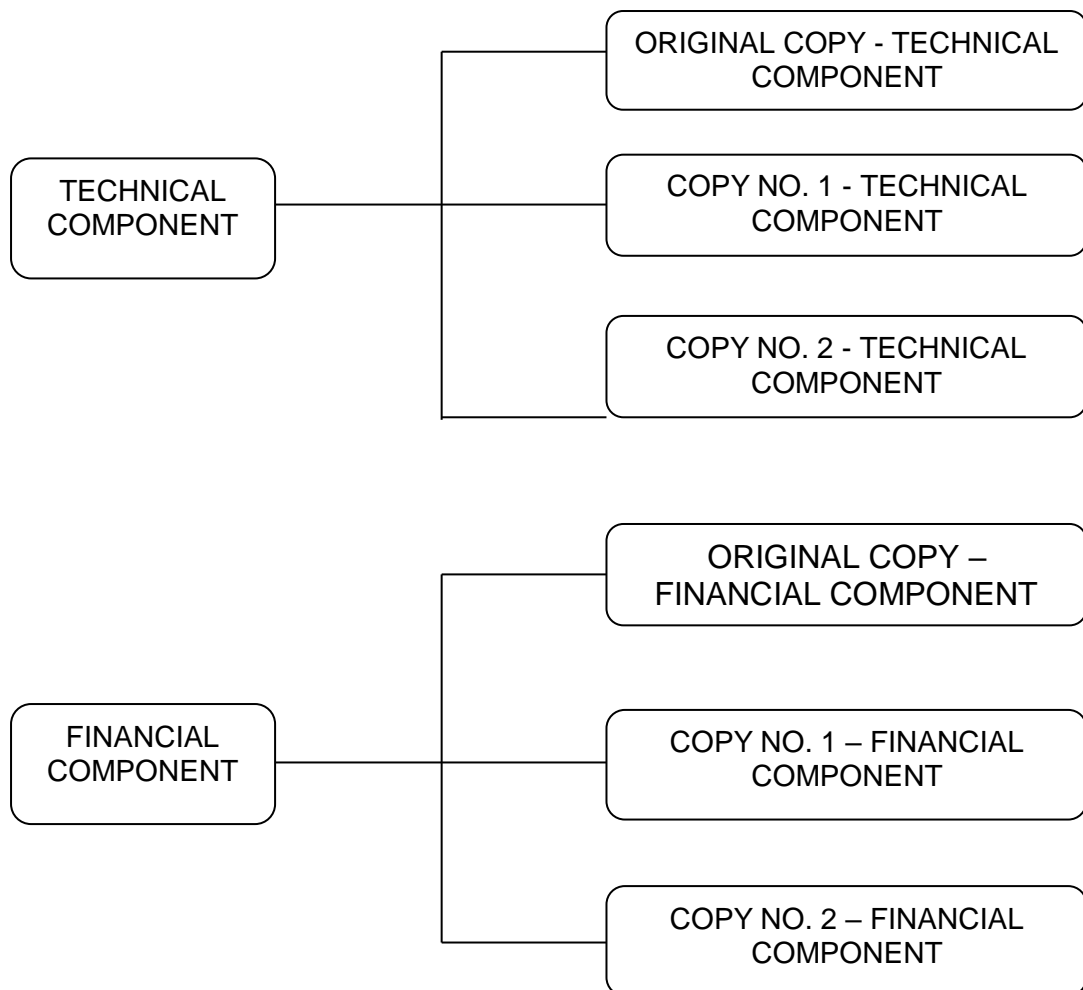 ORIGINAL COPY - TECHNICAL
COMPONENT
TECHNICAL
COMPONENT
COPY NO. 1 - TECHNICAL
COMPONENT
COPY NO. 2 - TECHNICAL
COMPONENT
ORIGINAL COPY –
FINANCIAL COMPONENT
FINANCIAL
COMPONENT
COPY NO. 1 – FINANCIAL
COMPONENT
COPY NO. 2 – FINANCIAL
COMPONENT